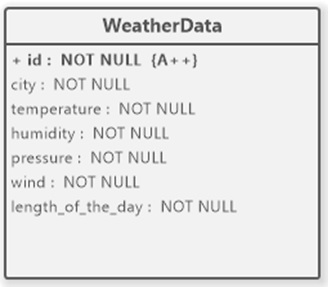 WeatherData
+ id : NOT NULL {A++}
city : NOT NULL
temperature : NOT NULL
humidity : NOT NULL
pressure : NOT NULL
wind : NOT NULL
length_of_the_day : NOT NULL